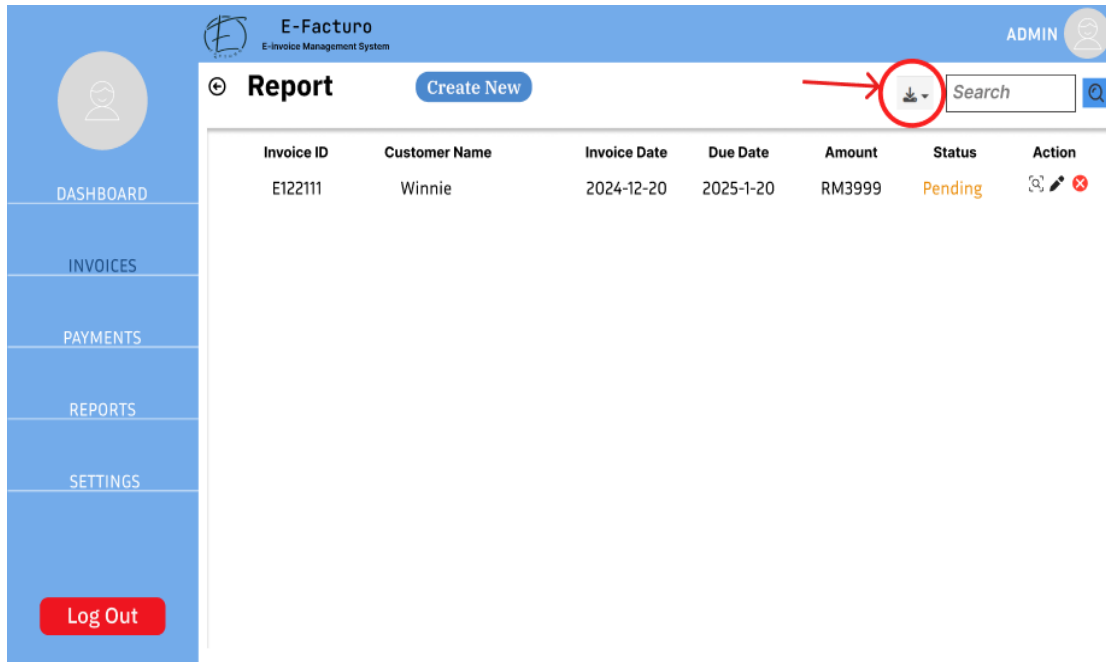 E-Facturo
E-invoice Management System
ADMIN
Report
Create New
Search
Invoice ID Customer Name Invoice Date Due Date Amount Status Action
E122111 Winnie 2024-12-20 2025-1-20 RM3999 Pending
DASHBOARD
INVOICES
PAYMENTS
REPORTS
SETTINGS
Log Out